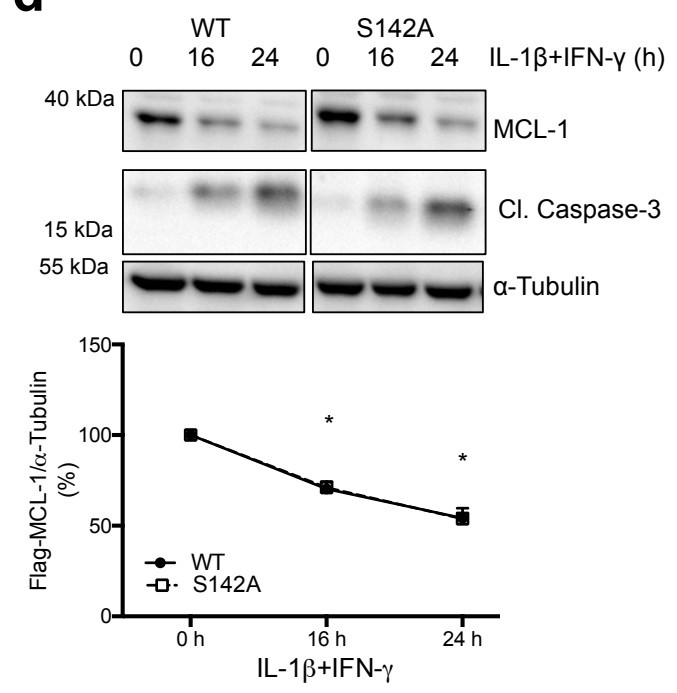 d
WT S142A
0 16 24 0 16 24 IL-1β+IFN-γ (h)
40 kDa
MCL-1
Cl. Caspase-3
15 kDa
55 kDa
α-Tubulin
150
100
50
0
Flag-MCL-1/α-Tubulin
(%)
*
*
WT
S142A
0 h 16 h 24 h
IL-1β+IFN-γ